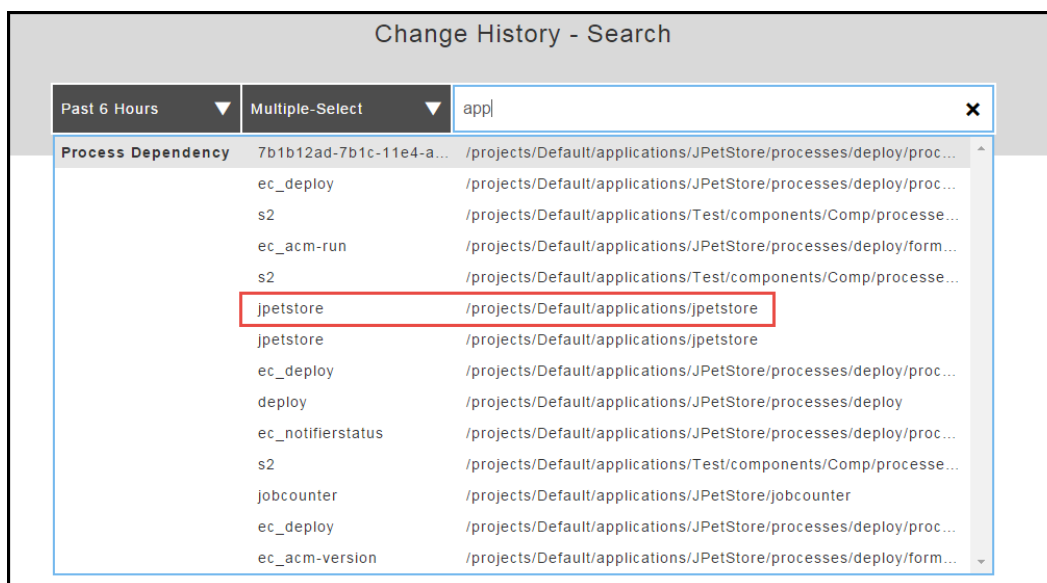 Change History - Search
Past 6 Hours Multiple-Select app
Process Dependency 7b1b12ad-7b1c-11e4-a... /projects/Default/applications/JPetStore/processes/deploy/proc...
ec_deploy /projects/Default/applications/JPetStore/processes/deploy/proc...
s2 /projects/Default/applications/Test/components/Comp/processe...
ec_acm-run /projects/Default/applications/JPetStore/processes/deploy/form...
s2 /projects/Default/applications/Test/components/Comp/processe...
jpetstore /projects/Default/applications/jpetstore
jpetstore /projects/Default/applications/jpetstore
ec_deploy /projects/Default/applications/JPetStore/processes/deploy/proc...
deploy /projects/Default/applications/JPetStore/processes/deploy
ec_notifierstatus /projects/Default/applications/JPetStore/processes/deploy/proc...
s2 /projects/Default/applications/Test/components/Comp/processe...
jobcounter /projects/Default/applications/JPetStore/jobcounter
ec_deploy /projects/Default/applications/JPetStore/processes/deploy/proc...
ec_acm-version /projects/Default/applications/JPetStore/processes/deploy/form...